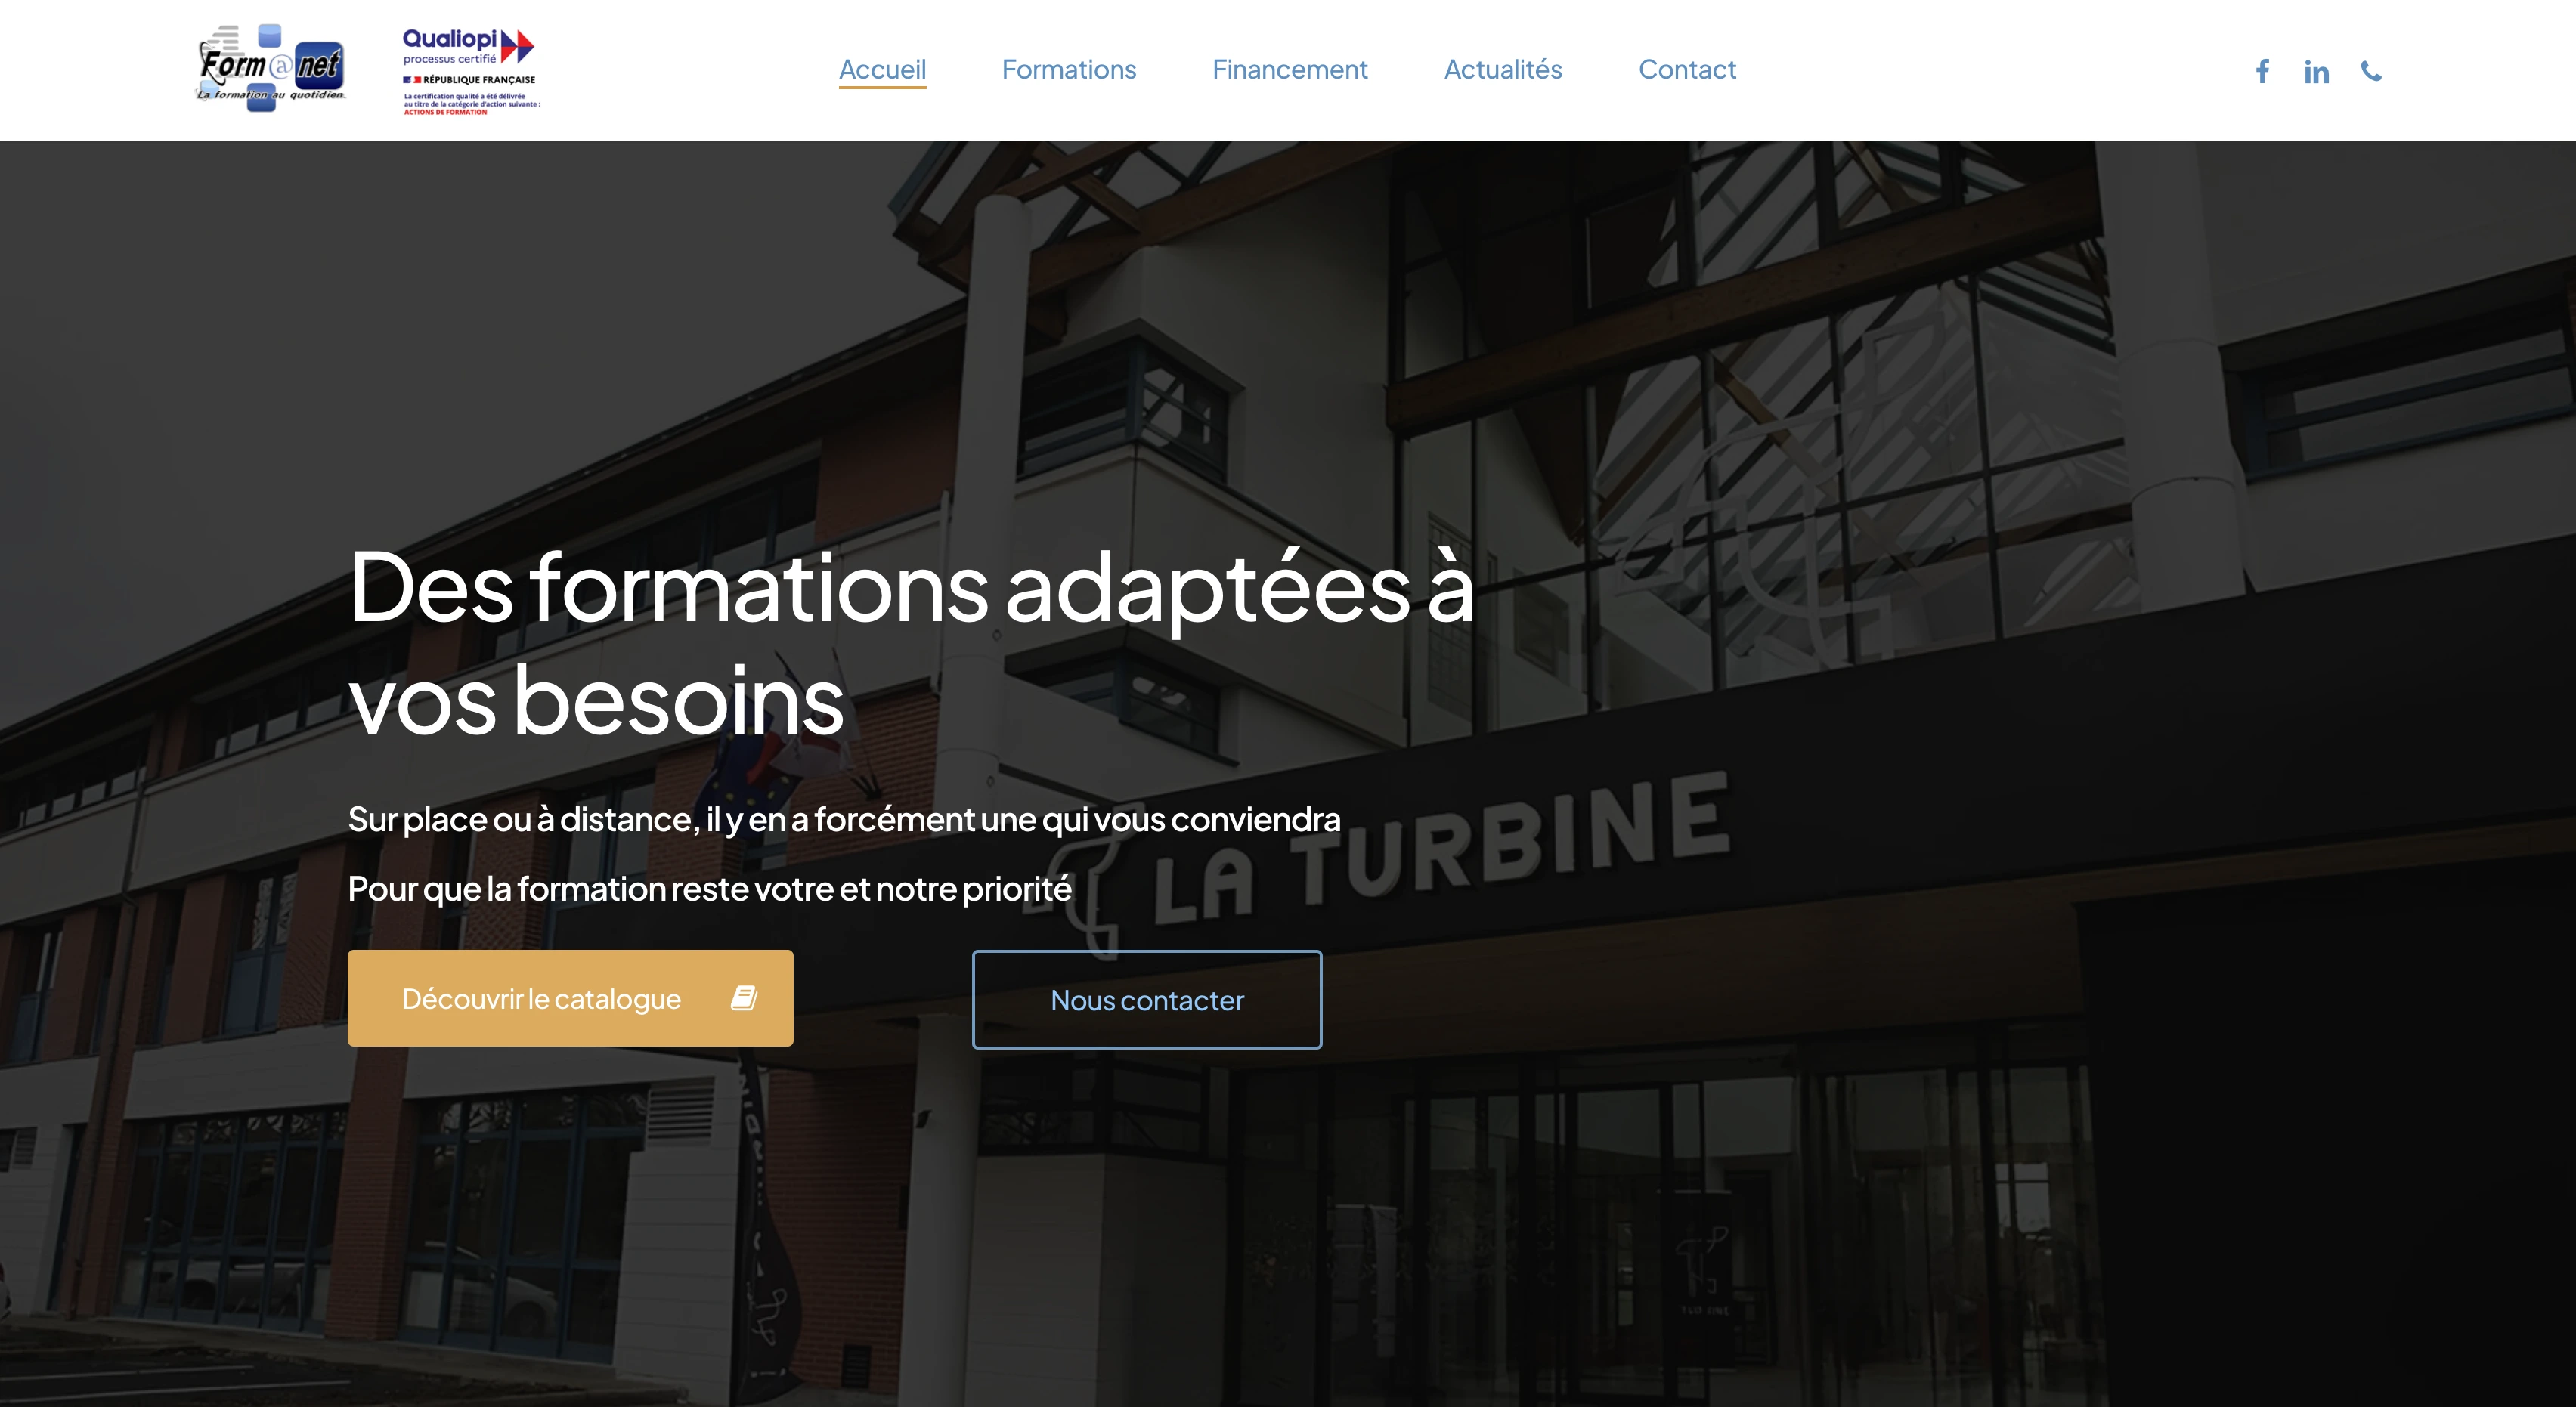 Form@net
La formation au quotidien.
Qualiopi
processus certifié
RÉPUBLIQUE FRANÇAISE
La certification qualité a été délivrée
au titre de la catégorie d'action suivante :
ACTIONS DE FORMATION
Accueil
Formations
Financement
Actualités
Contact
Des formations adaptées à
vos besoins
Sur place ou à distance, il y en a forcément une qui vous conviendra
Pour que la formation reste votre et notre priorité
LA TURBINE
Découvrir le catalogue
Nous contacter